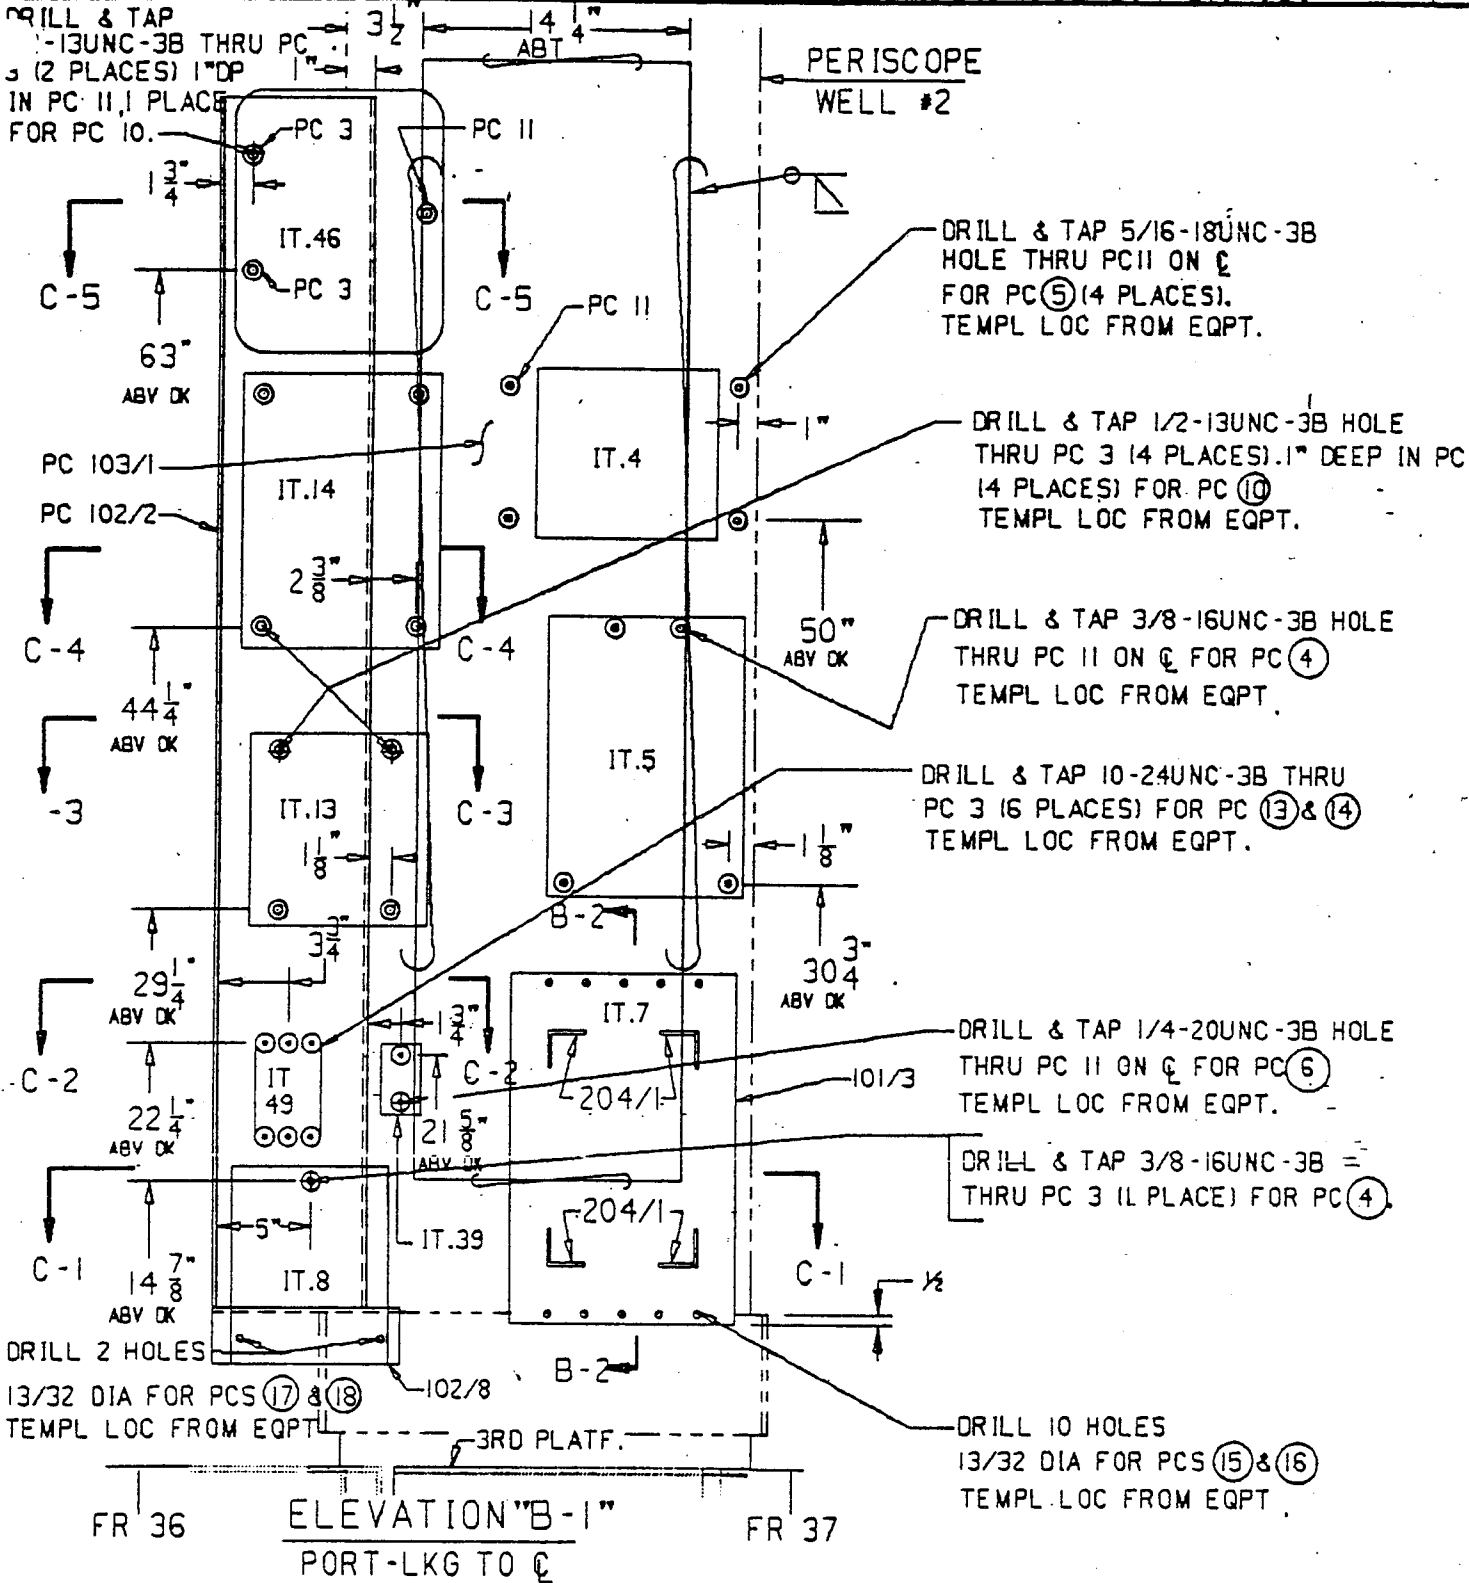 DRILL & TAP
-13UNC-3B THRU PC
3 (2 PLACES) 1"DP
IN PC 11,1 PLACE
FOR PC 10.
3 1/2"
14 1/4"
ABT
1"
PERISCOPE
WELL #2
PC 3
PC 11
1 3/4"
IT.46
C-5
C-5
PC 3
PC 11
63"
ABV DK
DRILL & TAP 5/16-18UNC-3B
HOLE THRU PC11 ON ℄
FOR PC 5 (4 PLACES).
TEMPL LOC FROM EQPT.
1"
PC 103/1
IT.14
IT.4
PC 102/2
DRILL & TAP 1/2-13UNC-3B HOLE
THRU PC 3 (4 PLACES).1" DEEP IN PC
(4 PLACES) FOR PC 10
TEMPL LOC FROM EQPT.
2 3/8"
C-4
C-4
50"
ABV DK
DRILL & TAP 3/8-16UNC-3B HOLE
THRU PC 11 ON ℄ FOR PC 4
TEMPL LOC FROM EQPT.
44 1/4"
ABV DK
IT.5
-3
IT.13
C-3
1 1/8"
DRILL & TAP 10-24UNC-3B THRU
PC 3 (6 PLACES) FOR PC 13 & 14
TEMPL LOC FROM EQPT.
1 1/8"
B-2
3 3/4"
29 1/4"
ABV DK
30 3/4"
ABV DK
IT.7
1 3/4"
C-2
C-2
IT
49
204/1
101/3
DRILL & TAP 1/4-20UNC-3B HOLE
THRU PC 11 ON ℄ FOR PC 6
TEMPL LOC FROM EQPT.
22 1/4"
ABV DK
21 5/8"
ABV DK
DRILL & TAP 3/8-16UNC-3B
THRU PC 3 (1 PLACE) FOR PC 4.
5"
IT.39
204/1
C-1
C-1
14 7/8"
ABV DK
IT.8
1/2
DRILL 2 HOLES
13/32 DIA FOR PCS 17 & 18
TEMPL LOC FROM EQPT
102/8
B-2
3RD PLATF.
DRILL 10 HOLES
13/32 DIA FOR PCS 15 & 16
TEMPL LOC FROM EQPT
FR 36
ELEVATION"B-1"
PORT-LKG TO ℄
FR 37